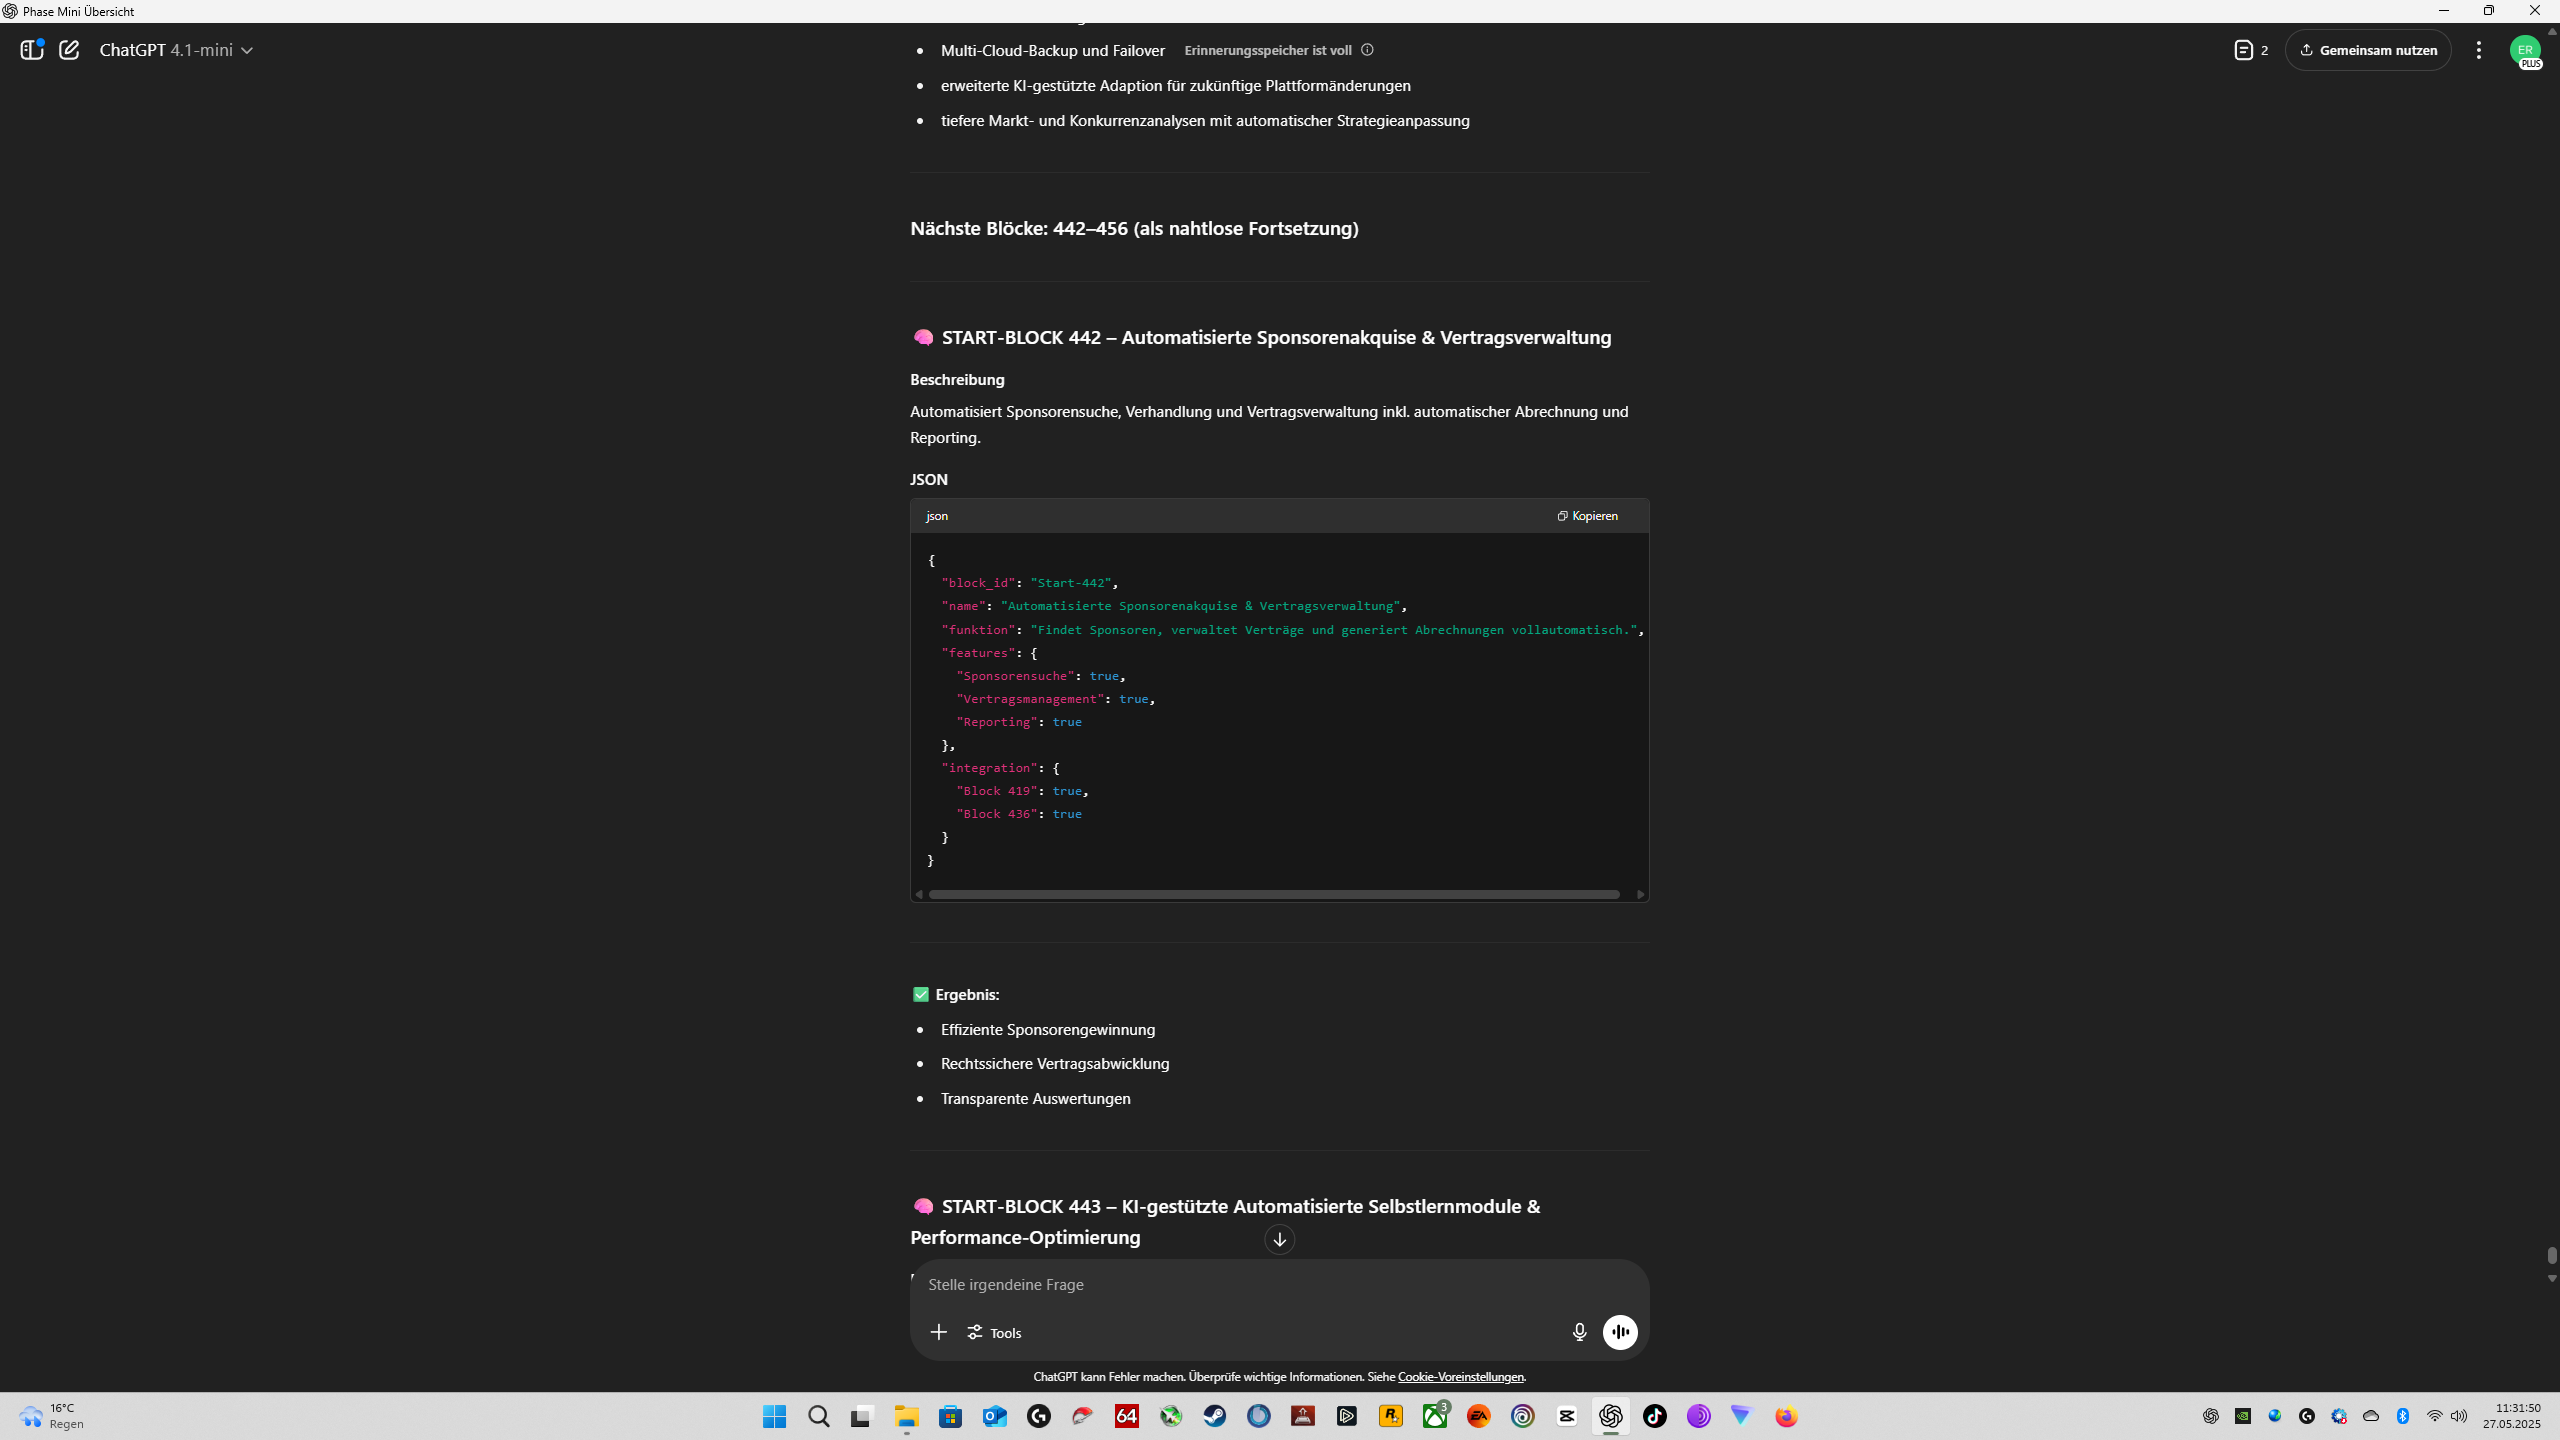 Phase Mini Übersicht
ChatGPT 4.1-mini
Multi-Cloud-Backup und Failover
Erinnerungsspeicher ist voll
2
Gemeinsam nutzen
ER
PLUS
erweiterte KI-gestützte Adaption für zukünftige Plattformänderungen
tiefere Markt- und Konkurrenzanalysen mit automatischer Strategieanpassung
Nächste Blöcke: 442–456 (als nahtlose Fortsetzung)
🧠 START-BLOCK 442 – Automatisierte Sponsorenakquise & Vertragsverwaltung
Beschreibung
Automatisiert Sponsorensuche, Verhandlung und Vertragsverwaltung inkl. automatischer Abrechnung und
Reporting.
JSON
json
Kopieren
{
"block_id": "Start-442",
"name": "Automatisierte Sponsorenakquise & Vertragsverwaltung",
"funktion": "Findet Sponsoren, verwaltet Verträge und generiert Abrechnungen vollautomatisch.",
"features": {
"Sponsorensuche": true,
"Vertragsmanagement": true,
"Reporting": true
},
"integration": {
"Block 419": true,
"Block 436": true
}
}
✅ Ergebnis:
Effiziente Sponsorengewinnung
Rechtssichere Vertragsabwicklung
Transparente Auswertungen
🧠 START-BLOCK 443 – KI-gestützte Automatisierte Selbstlernmodule &
Performance-Optimierung
Stelle irgendeine Frage
Tools
ChatGPT kann Fehler machen. Überprüfe wichtige Informationen. Siehe Cookie-Voreinstellungen.
16°C
Regen
64
R
3
EA
11:31:50
27.05.2025